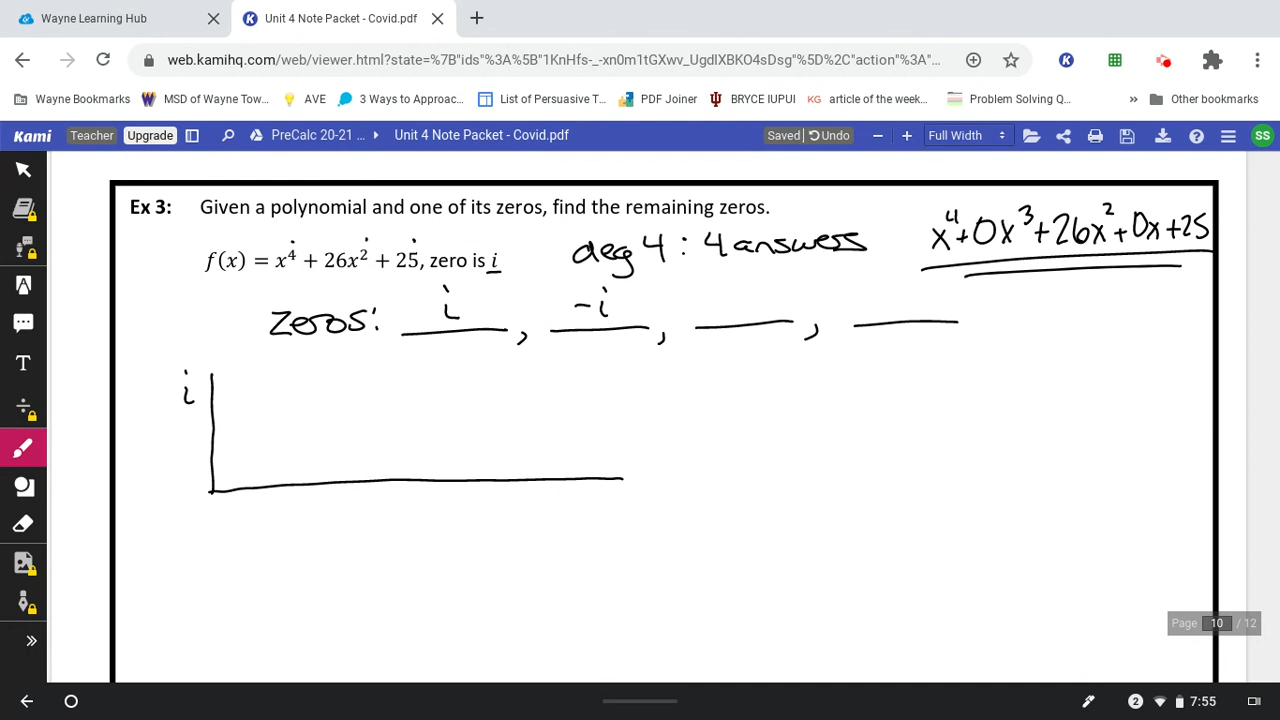 Wayne Learning Hub
Unit 4 Note Packet - Covid.pdf
web.kamihq.com/web/viewer.html?state=%7B"ids"%3A%5B"1KnHfs-_-xn0m1tGXwv_UgdIXBKO4sDsg"%5D%2C"action"%3A"...
Wayne Bookmarks
MSD of Wayne Tow...
AVE
3 Ways to Approac...
List of Persuasive T...
PDF Joiner
BRYCE IUPUI
KG article of the week...
Problem Solving Q...
»
Other bookmarks
Kami Teacher Upgrade PreCalc 20-21 ... Unit 4 Note Packet - Covid.pdf Saved Undo − + Full Width SS
Ex 3: Given a polynomial and one of its zeros, find the remaining zeros.
x⁴+0x³+26x²+0x+25
f(x) = x⁴ + 26x² + 25, zero is i
deg 4 : 4 answers
zeros: i, -i, ___, ___
i
Page 10 / 12
2 7:55